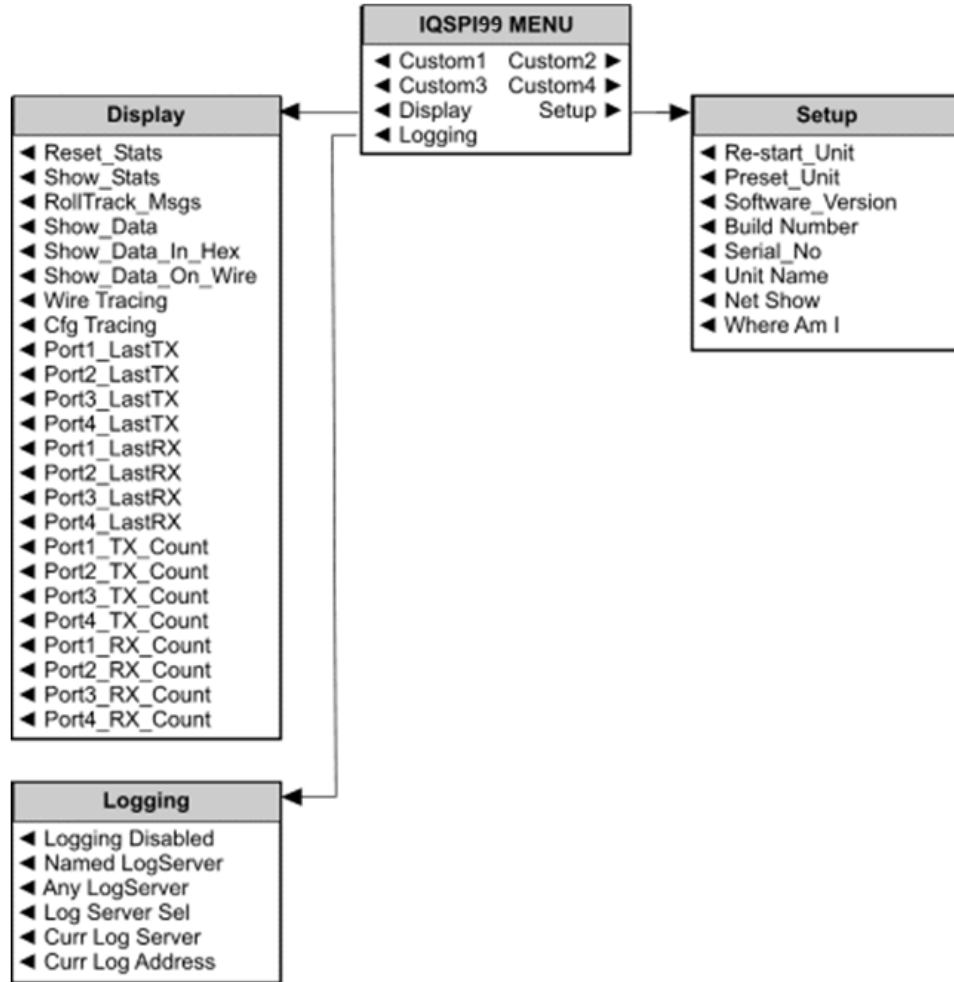 IQSPI99 MENU
◄ Custom1 Custom2 ►
◄ Custom3 Custom4 ►
◄ Display Setup ►
◄ Logging
Display
◄ Reset_Stats
◄ Show_Stats
◄ RollTrack_Msgs
◄ Show_Data
◄ Show_Data_In_Hex
◄ Show_Data_On_Wire
◄ Wire Tracing
◄ Cfg Tracing
◄ Port1_LastTX
◄ Port2_LastTX
◄ Port3_LastTX
◄ Port4_LastTX
◄ Port1_LastRX
◄ Port2_LastRX
◄ Port3_LastRX
◄ Port4_LastRX
◄ Port1_TX_Count
◄ Port2_TX_Count
◄ Port3_TX_Count
◄ Port4_TX_Count
◄ Port1_RX_Count
◄ Port2_RX_Count
◄ Port3_RX_Count
◄ Port4_RX_Count
Setup
◄ Re-start_Unit
◄ Preset_Unit
◄ Software_Version
◄ Build Number
◄ Serial_No
◄ Unit Name
◄ Net Show
◄ Where Am I
Logging
◄ Logging Disabled
◄ Named LogServer
◄ Any LogServer
◄ Log Server Sel
◄ Curr Log Server
◄ Curr Log Address